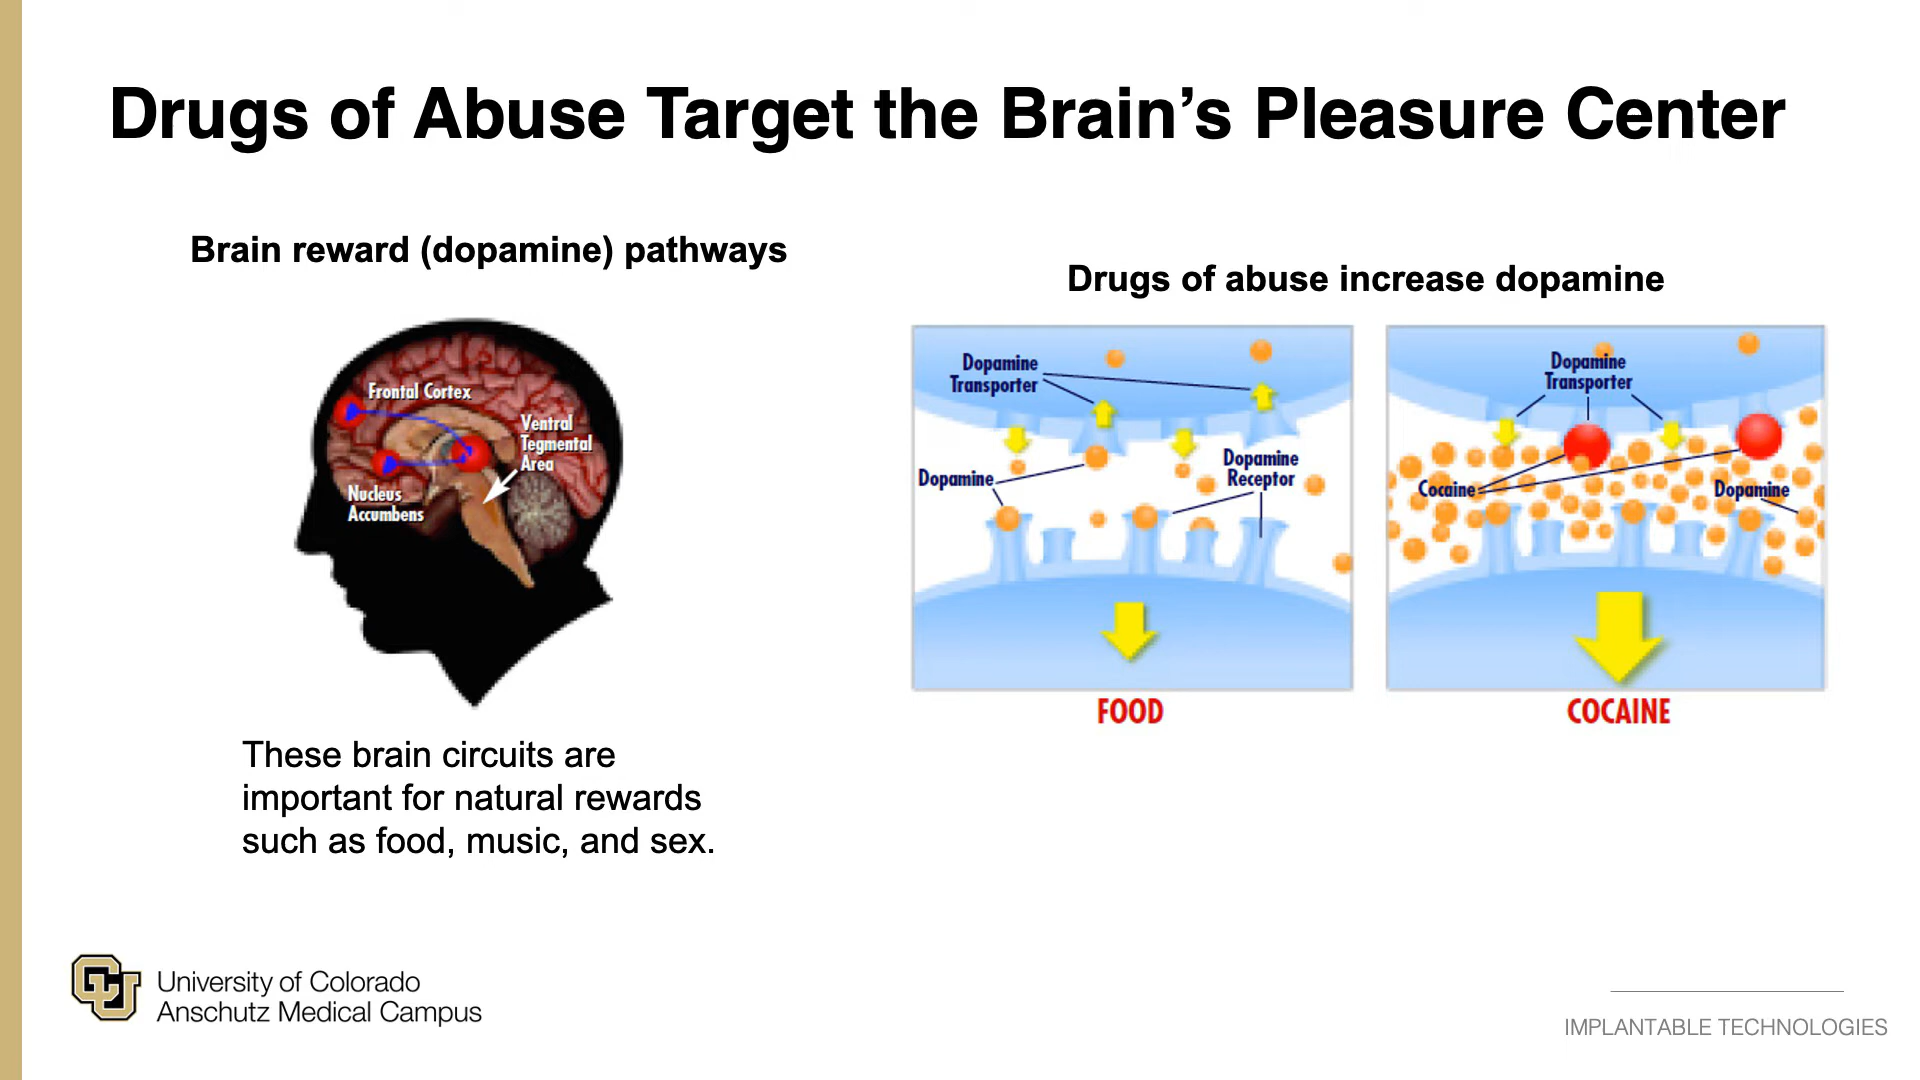 Drugs of Abuse Target the Brain’s Pleasure Center
Brain reward (dopamine) pathways
Frontal Cortex
Ventral
Tegmental
Area
Nucleus
Accumbens
These brain circuits are
important for natural rewards
such as food, music, and sex.
Drugs of abuse increase dopamine
Dopamine
Transporter
Dopamine
Dopamine
Receptor
FOOD
Dopamine
Transporter
Cocaine
Dopamine
COCAINE
CU
University of Colorado
Anschutz Medical Campus
IMPLANTABLE TECHNOLOGIES